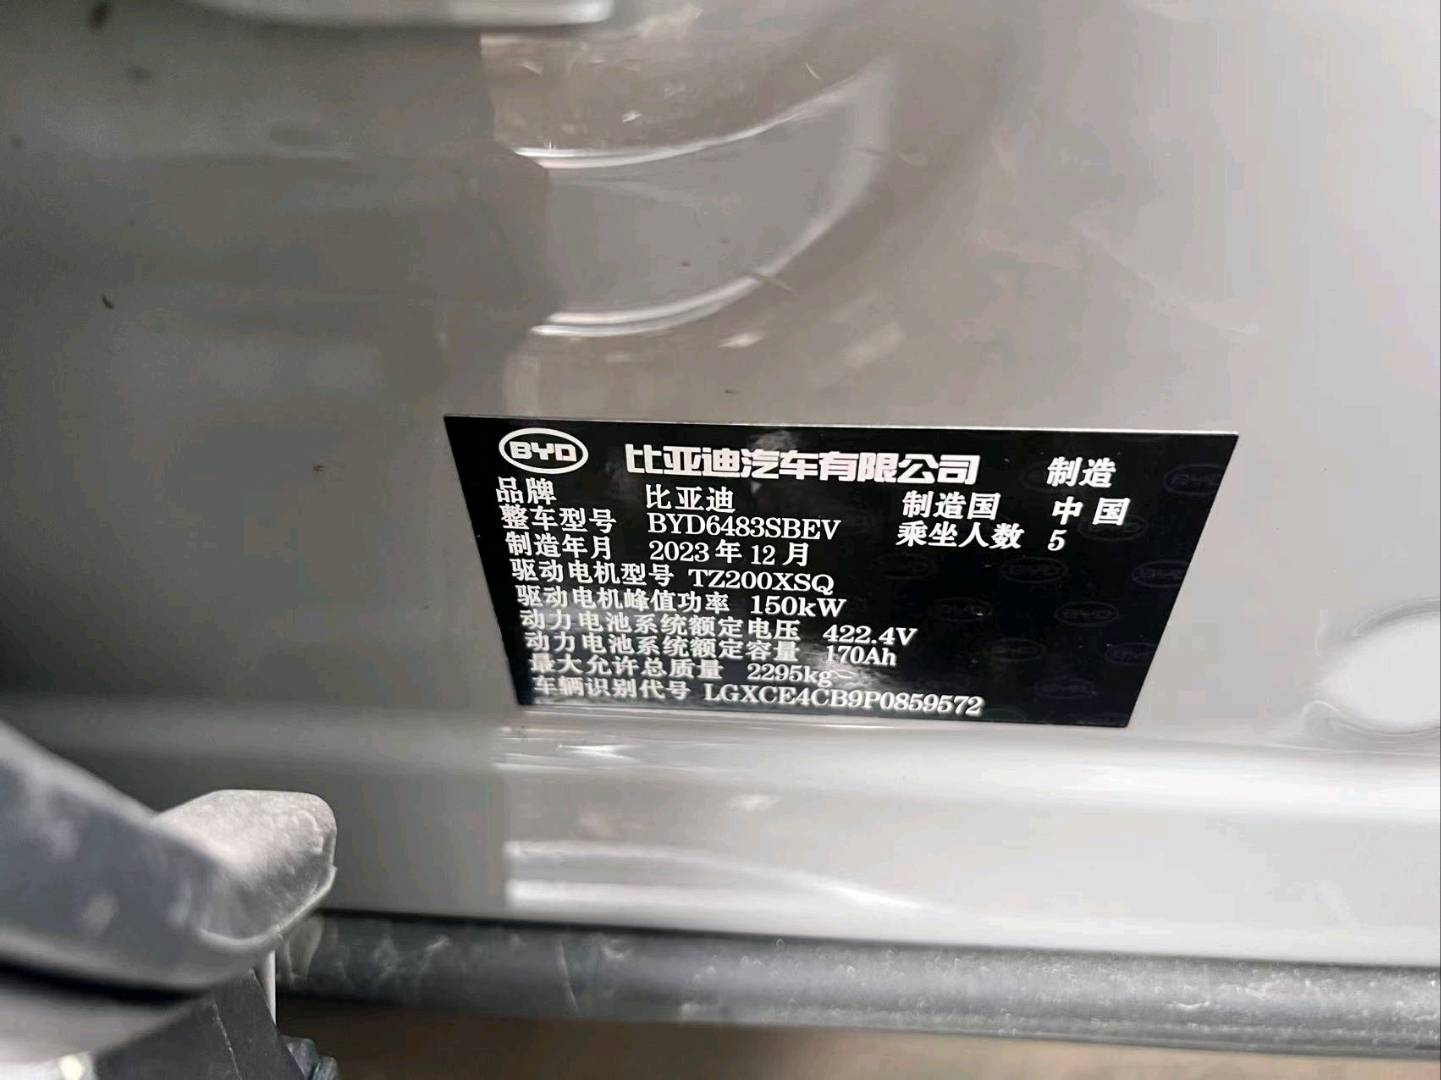 BYD 比亚迪汽车有限公司 制造
品牌 比亚迪 制造国 中国
整车型号 BYD6483SBEV 乘坐人数 5
制造年月 2023年12月
驱动电机型号 TZ200XSQ
驱动电机峰值功率 150kW
动力电池系统额定电压 422.4V
动力电池系统额定容量 170Ah
最大允许总质量 2295kg
车辆识别代号 LGXCE4CB9P0859572